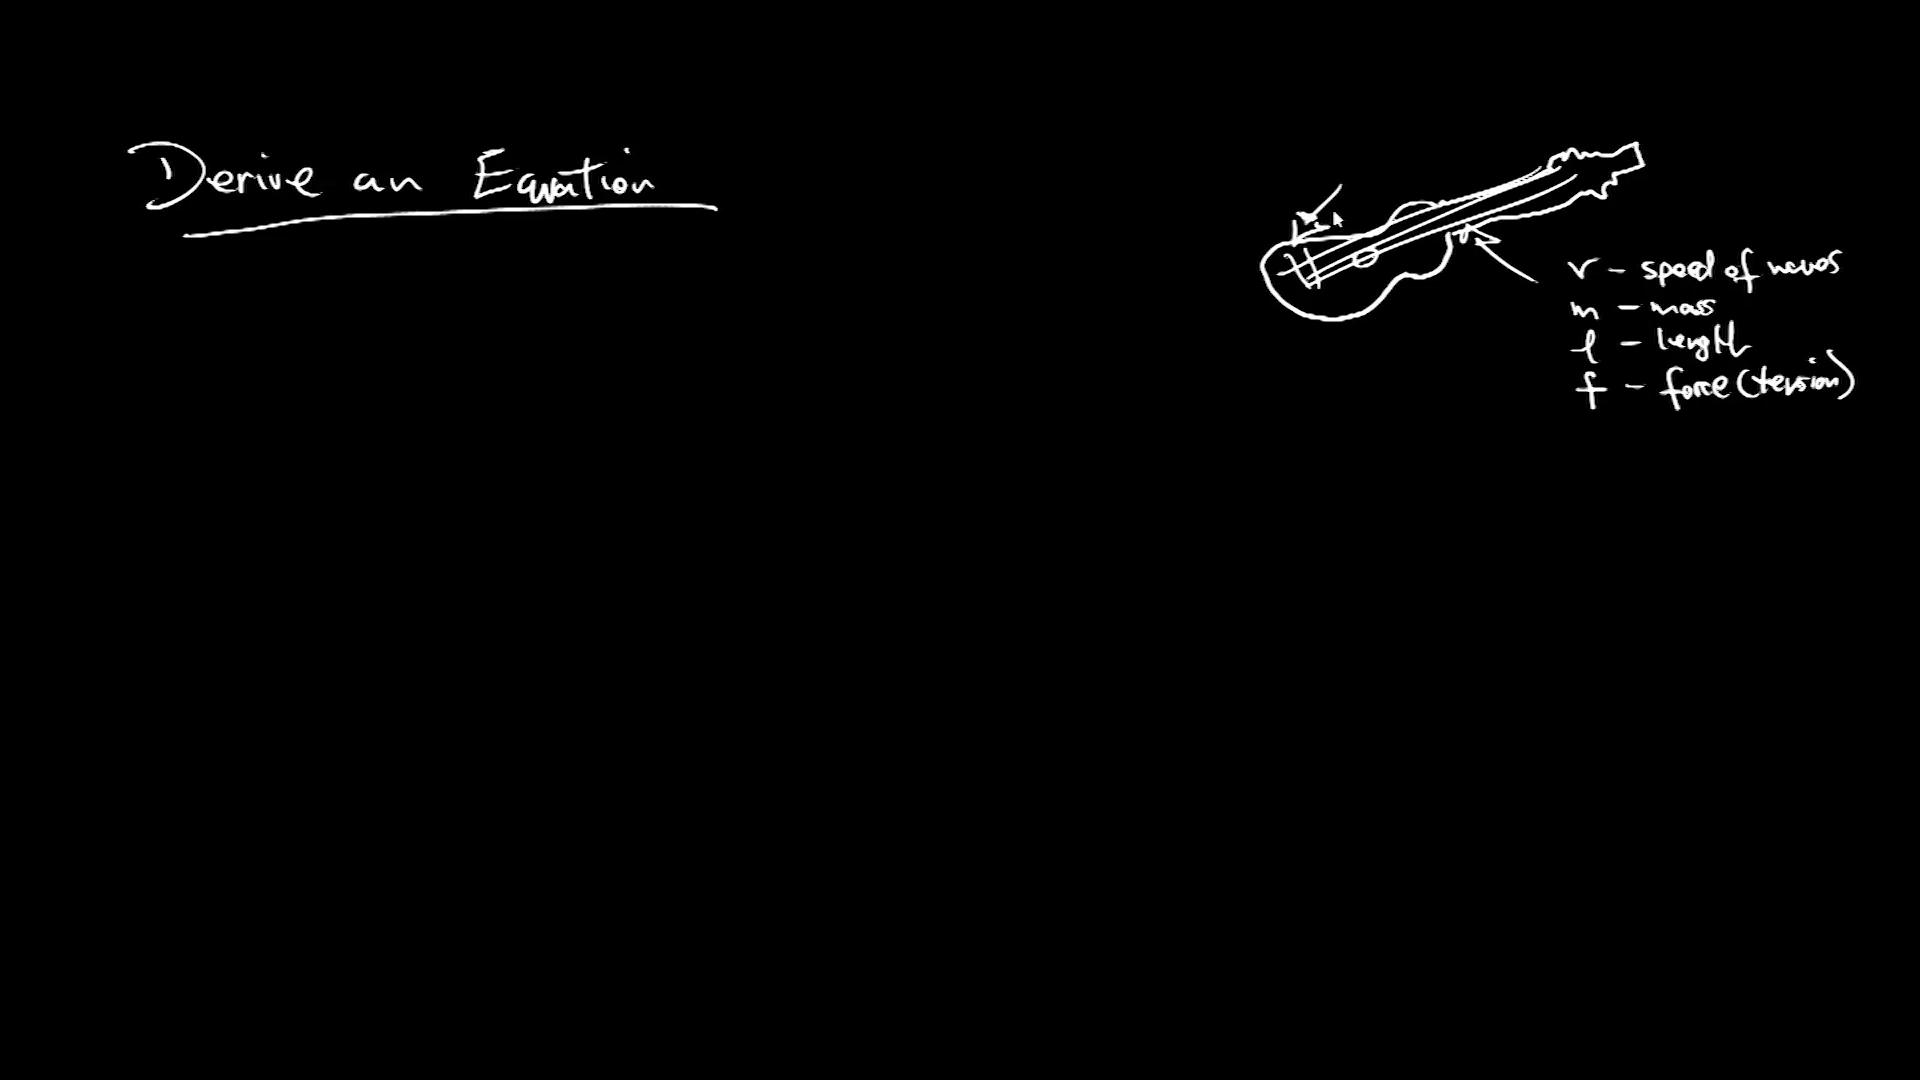 Derive an Equation
v - speed of waves
m - mass
l - length
f - force (tension)